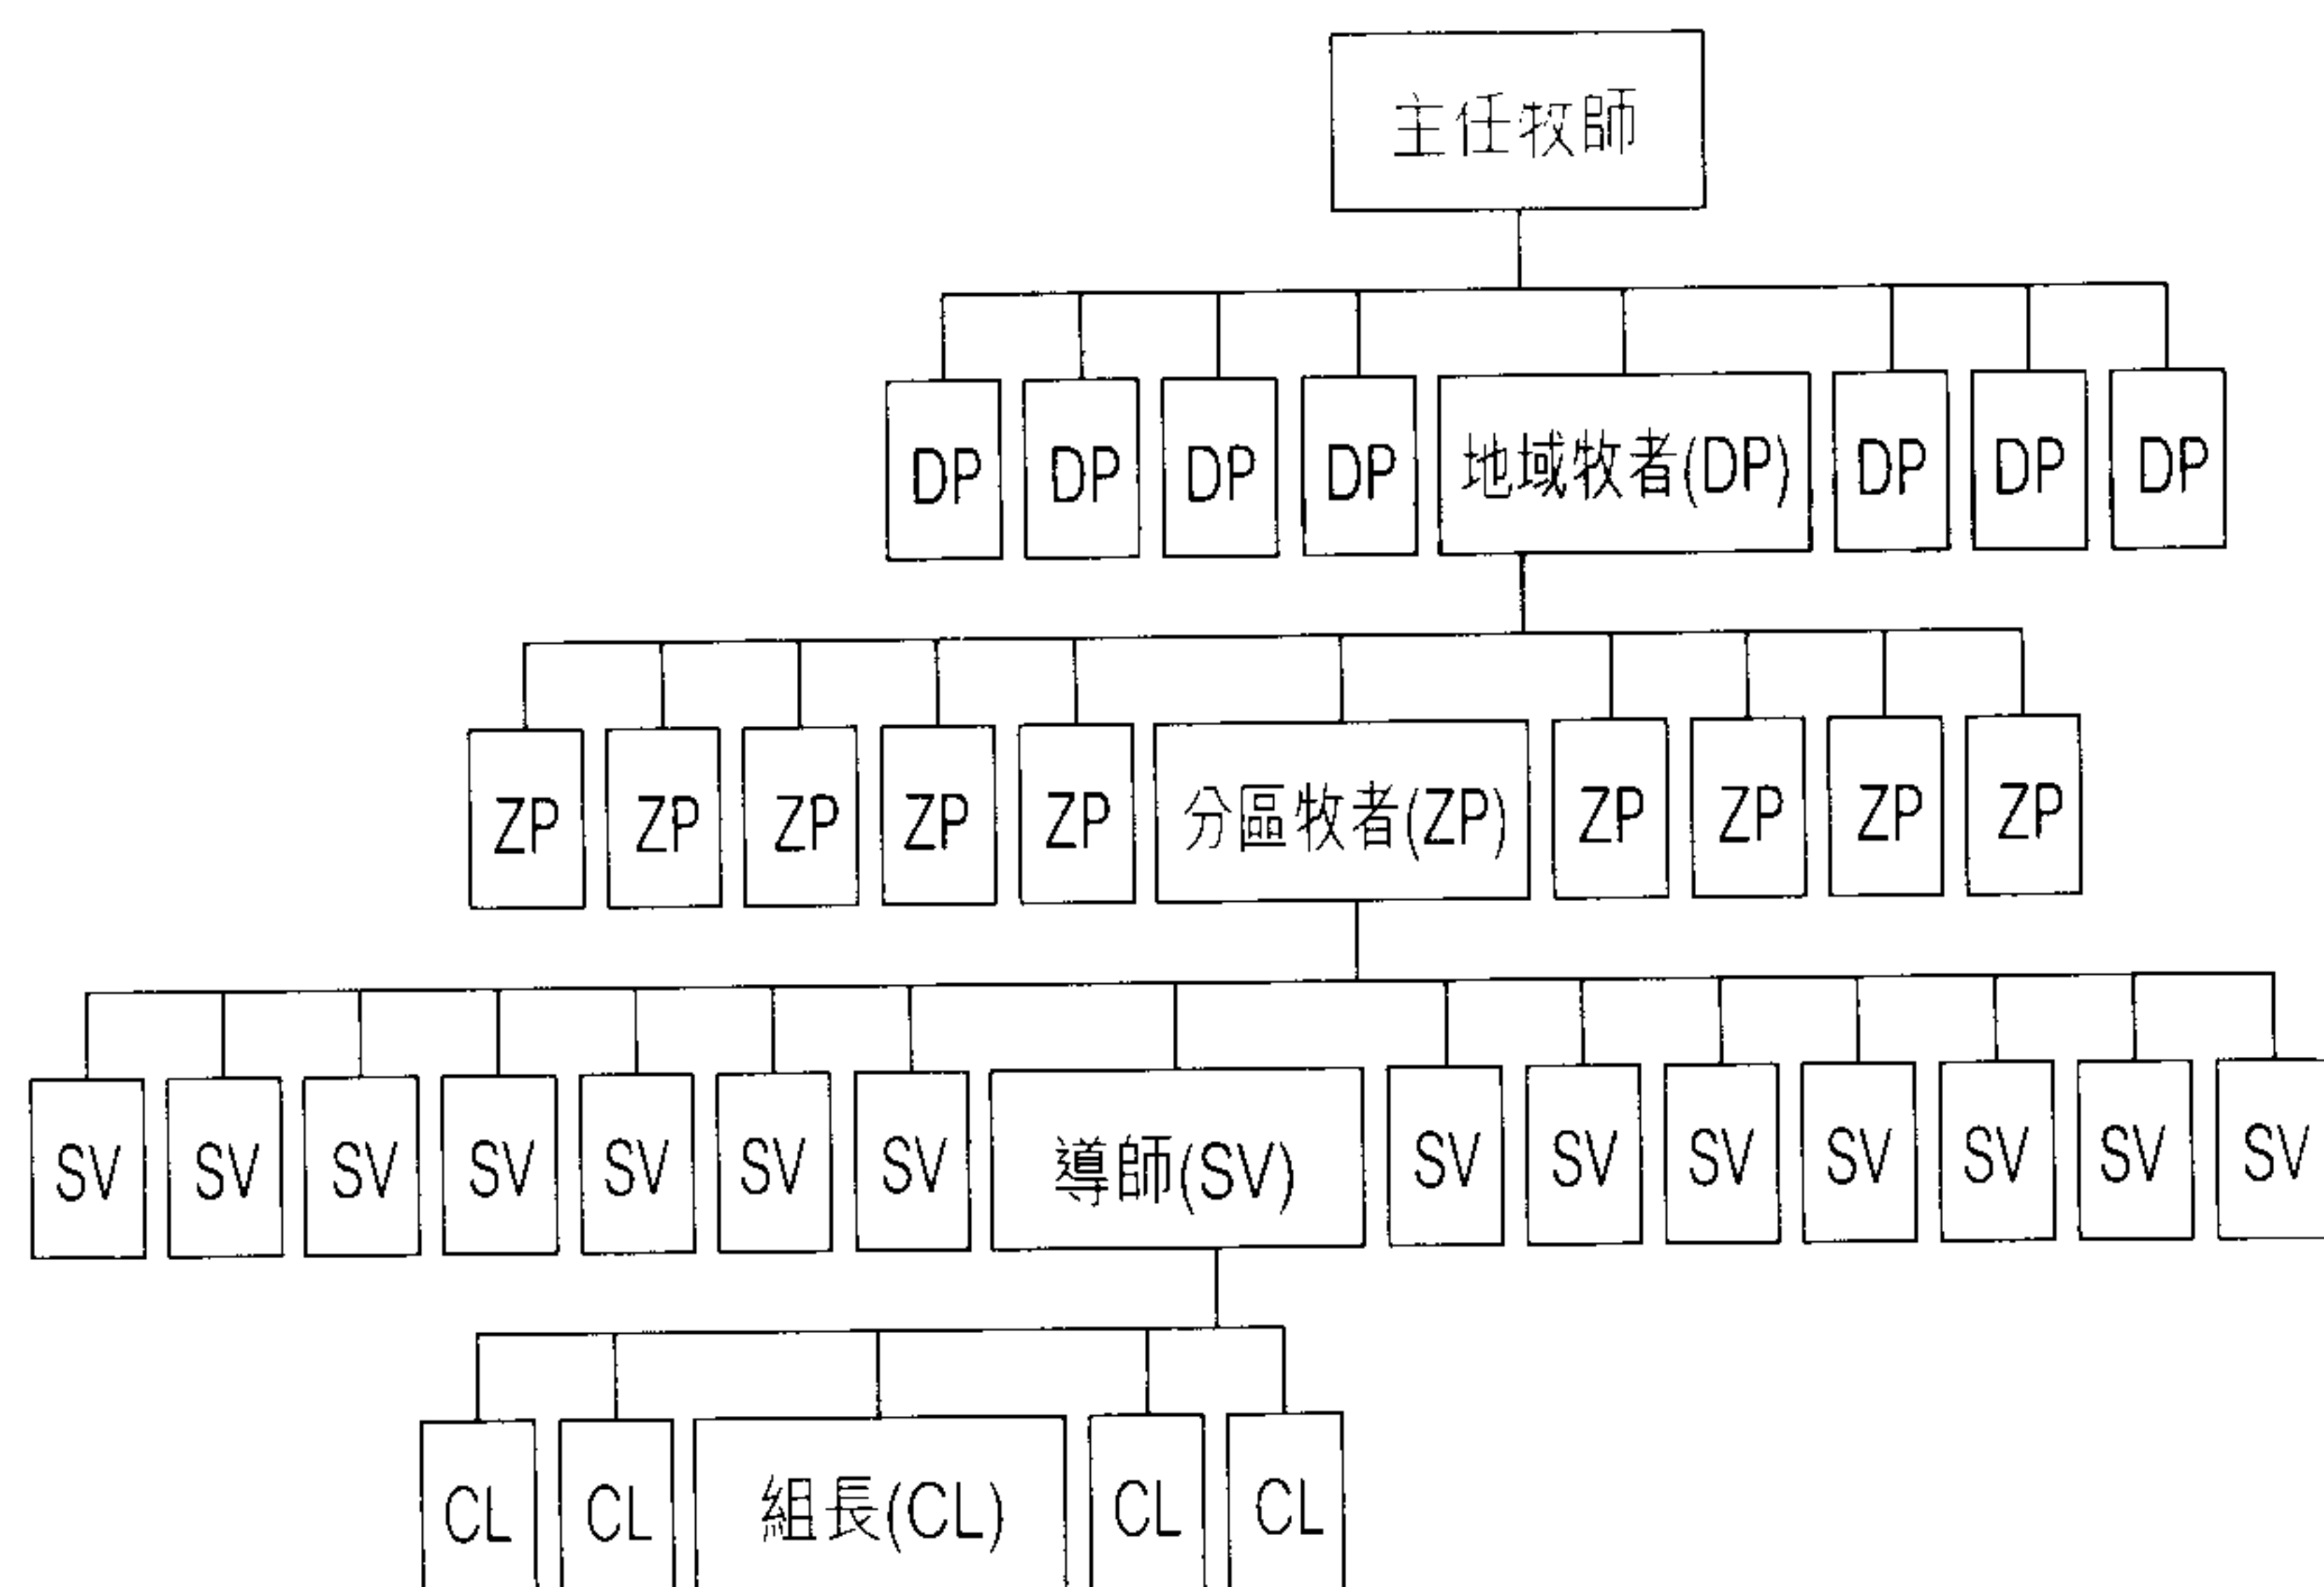 主任牧師
DP DP DP DP 地域牧者(DP) DP DP DP
ZP ZP ZP ZP ZP 分區牧者(ZP) ZP ZP ZP ZP
SV SV SV SV SV SV SV 導師(SV) SV SV SV SV SV SV SV
CL CL 組長(CL) CL CL